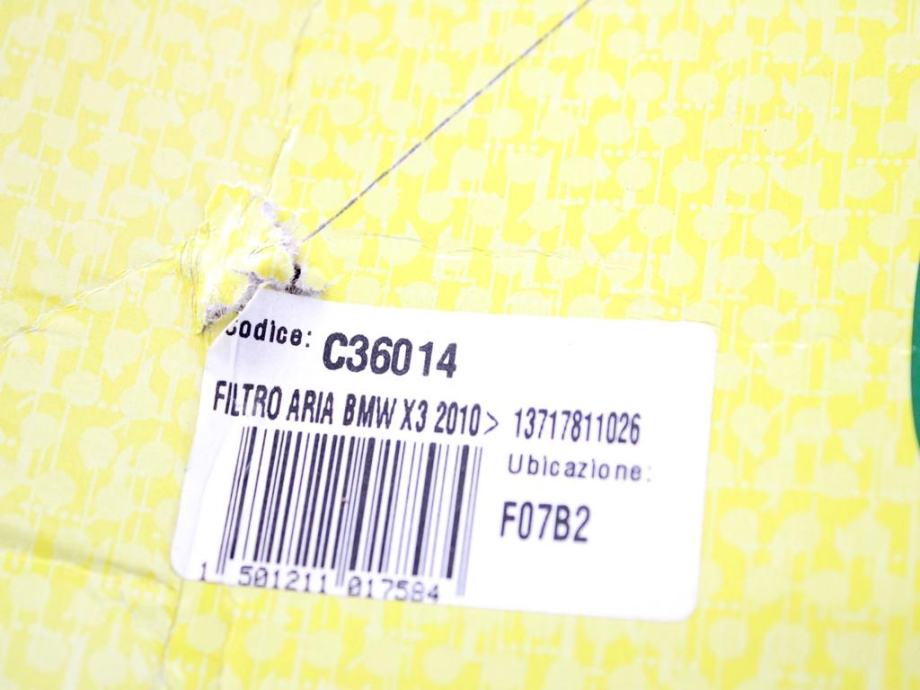 Codice: C36014
FILTRO ARIA BMW X3 2010> 13717811026
Ubicazione:
F07B2
1 501211 017584